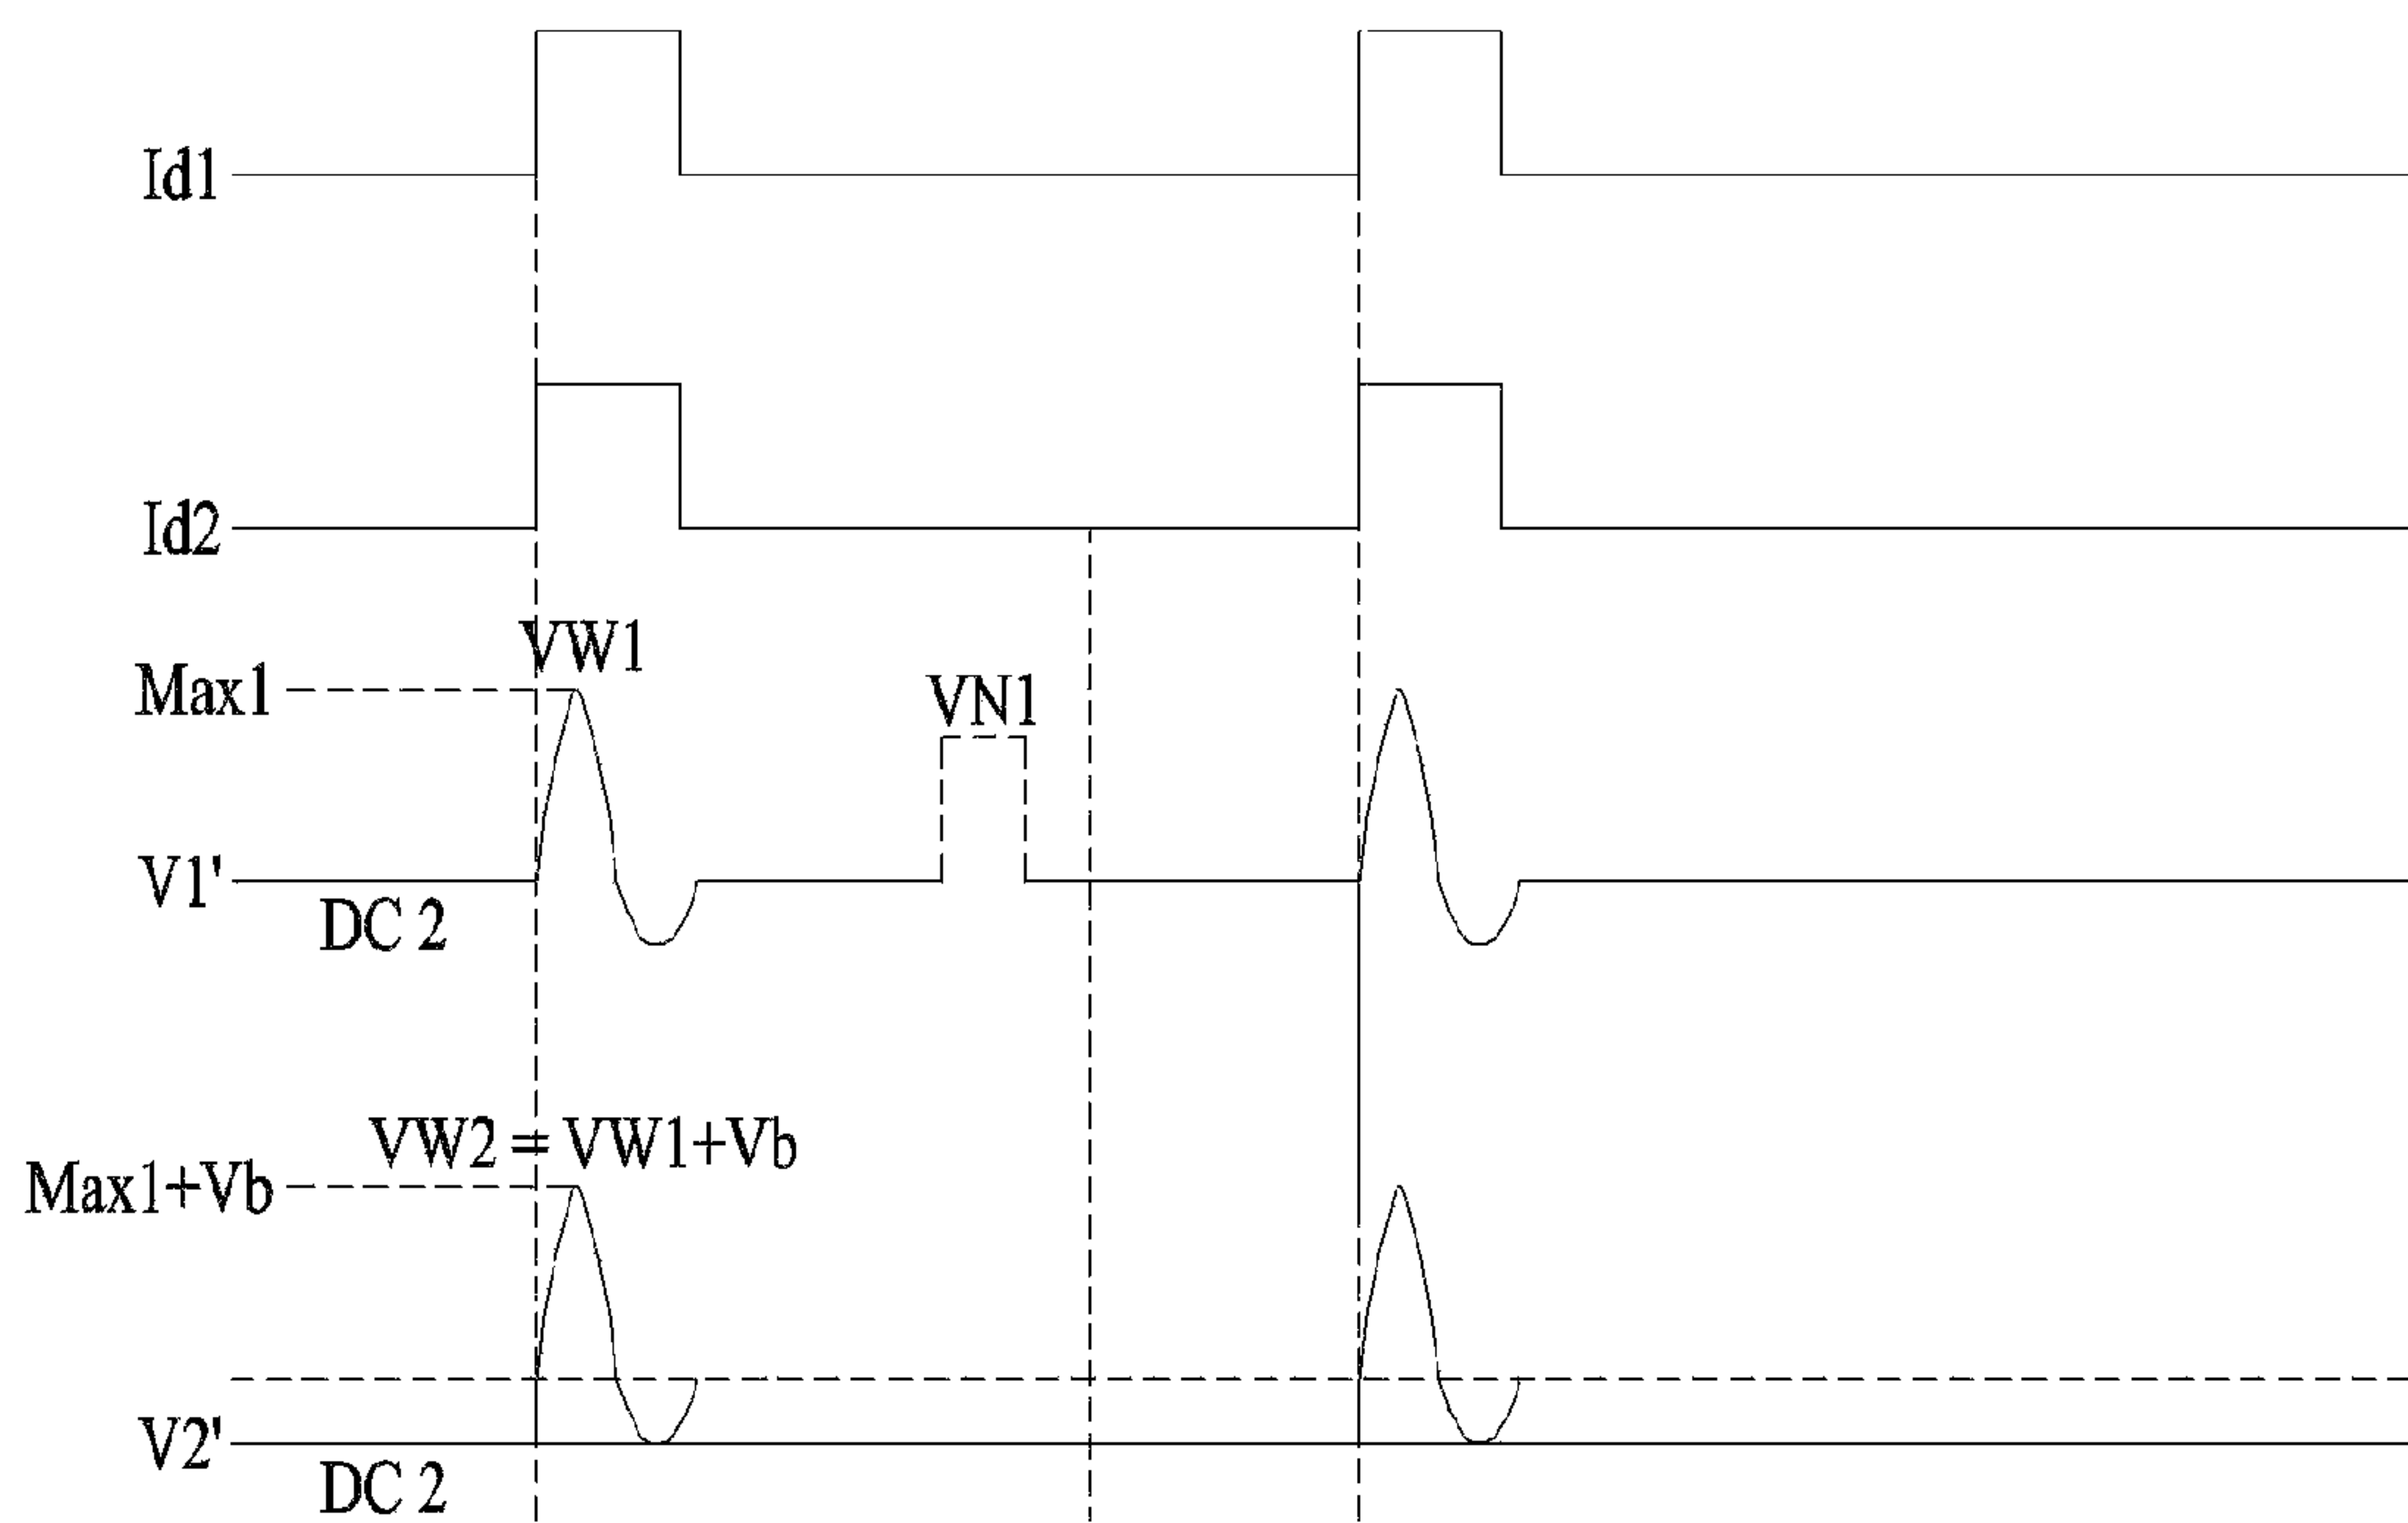 Id1
Id2
VW1
Max1
VN1
V1'
DC 2
VW2 = VW1+Vb
Max1+Vb
V2'
DC 2